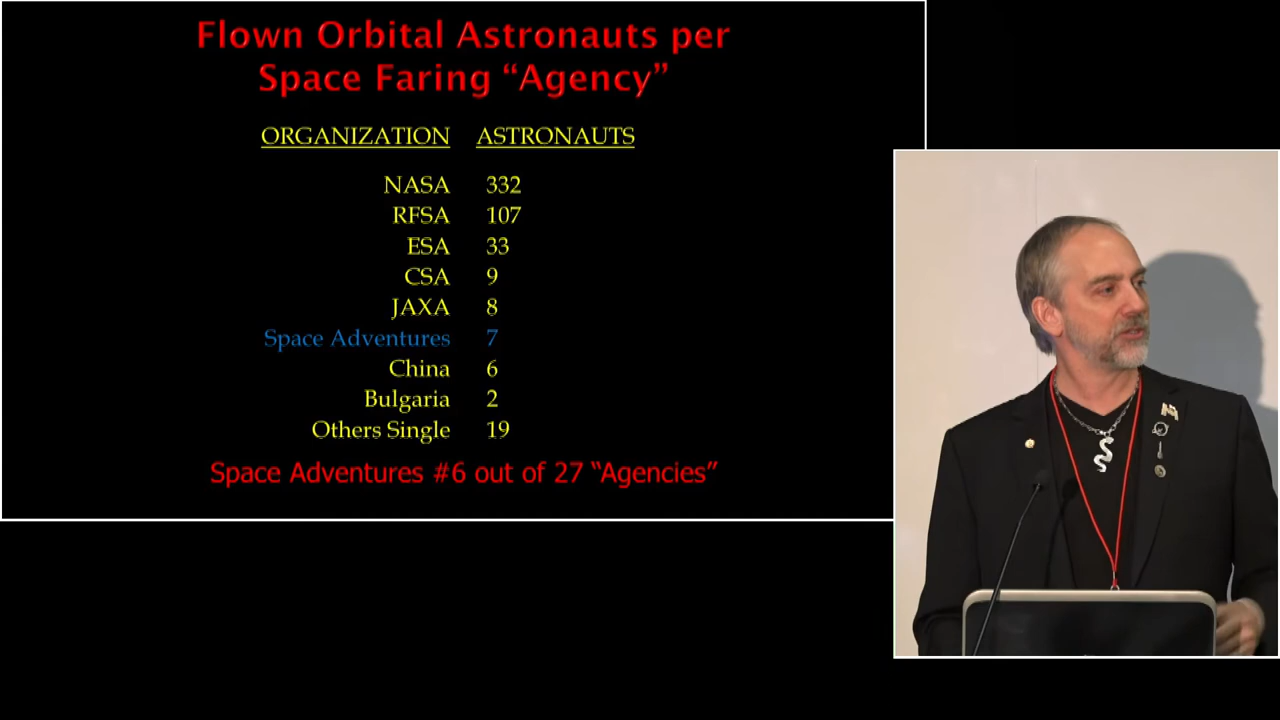 Flown Orbital Astronauts per
Space Faring “Agency”
ORGANIZATION ASTRONAUTS
NASA 332
RFSA 107
ESA 33
CSA 9
JAXA 8
Space Adventures 7
China 6
Bulgaria 2
Others Single 19
Space Adventures #6 out of 27 “Agencies”